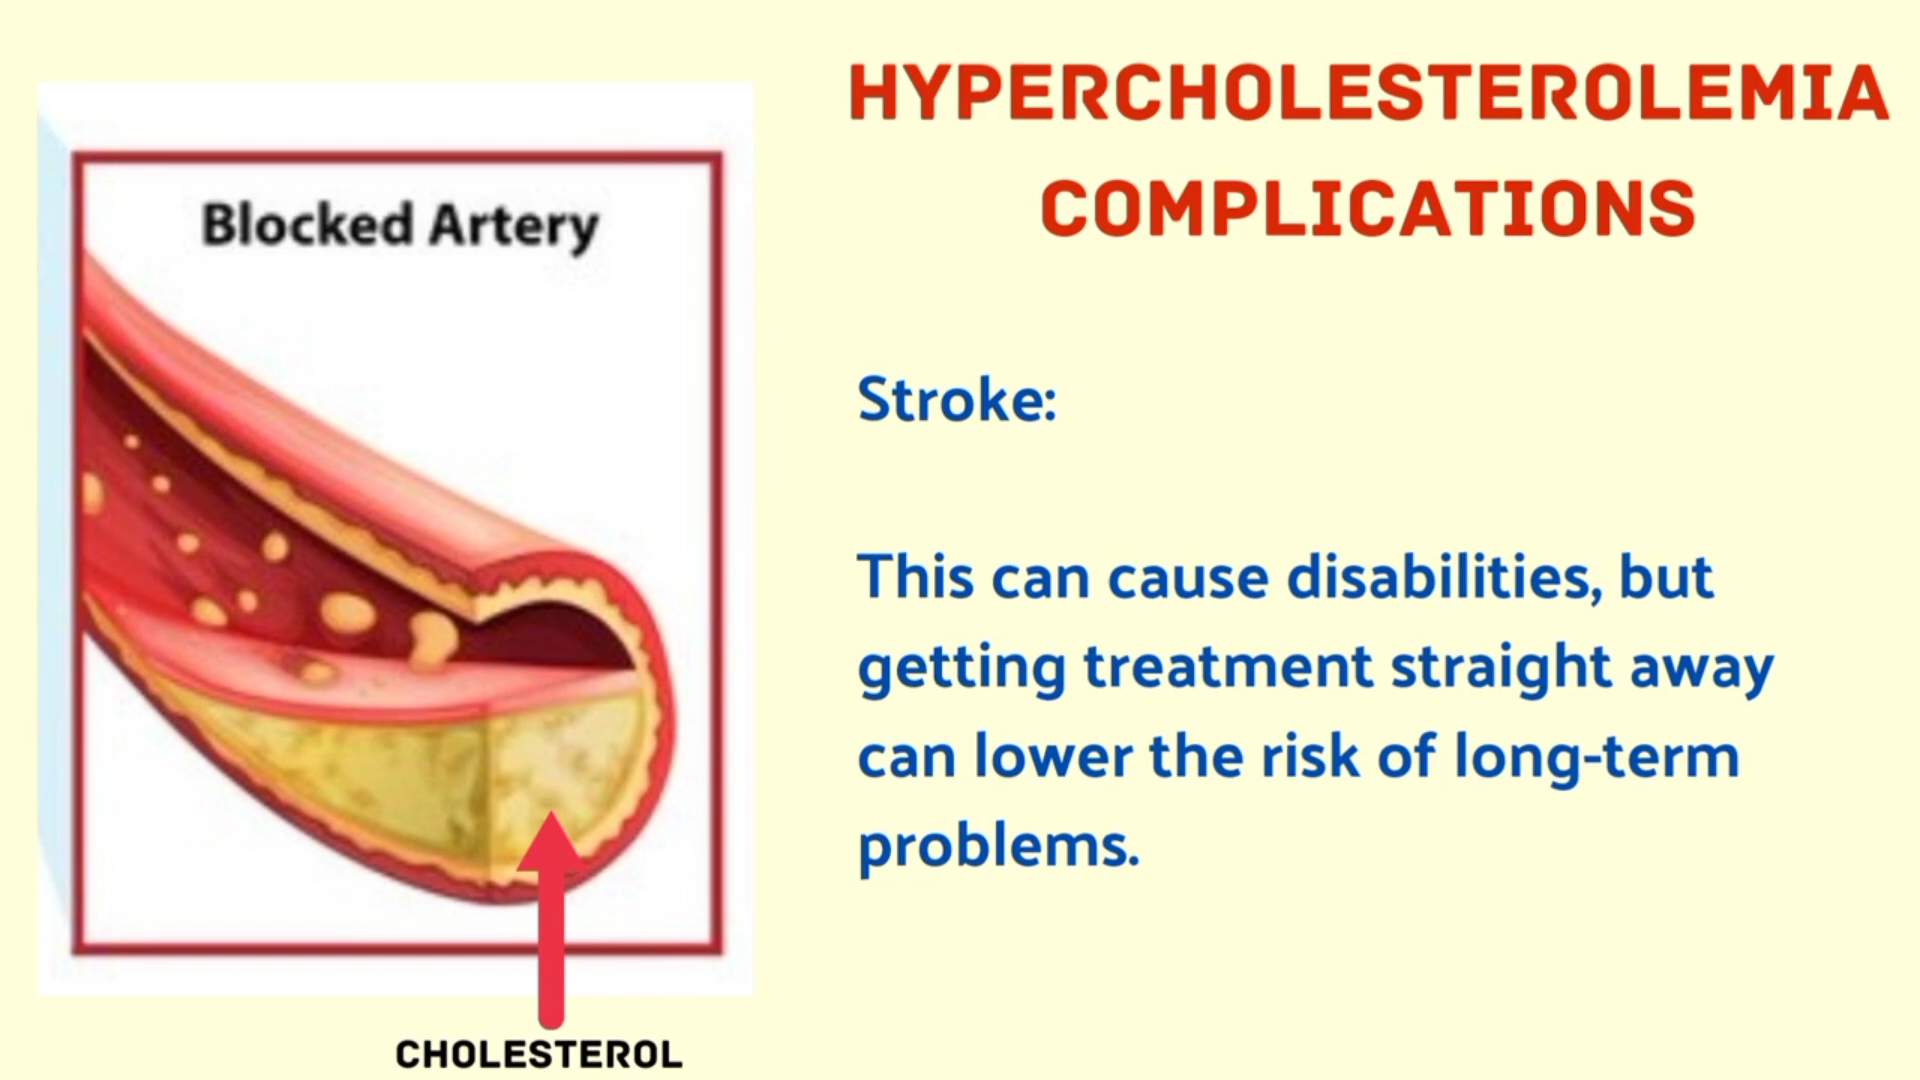 HYPERCHOLESTEROLEMIA
COMPLICATIONS
Blocked Artery
Stroke:
This can cause disabilities, but
getting treatment straight away
can lower the risk of long-term
problems.
CHOLESTEROL